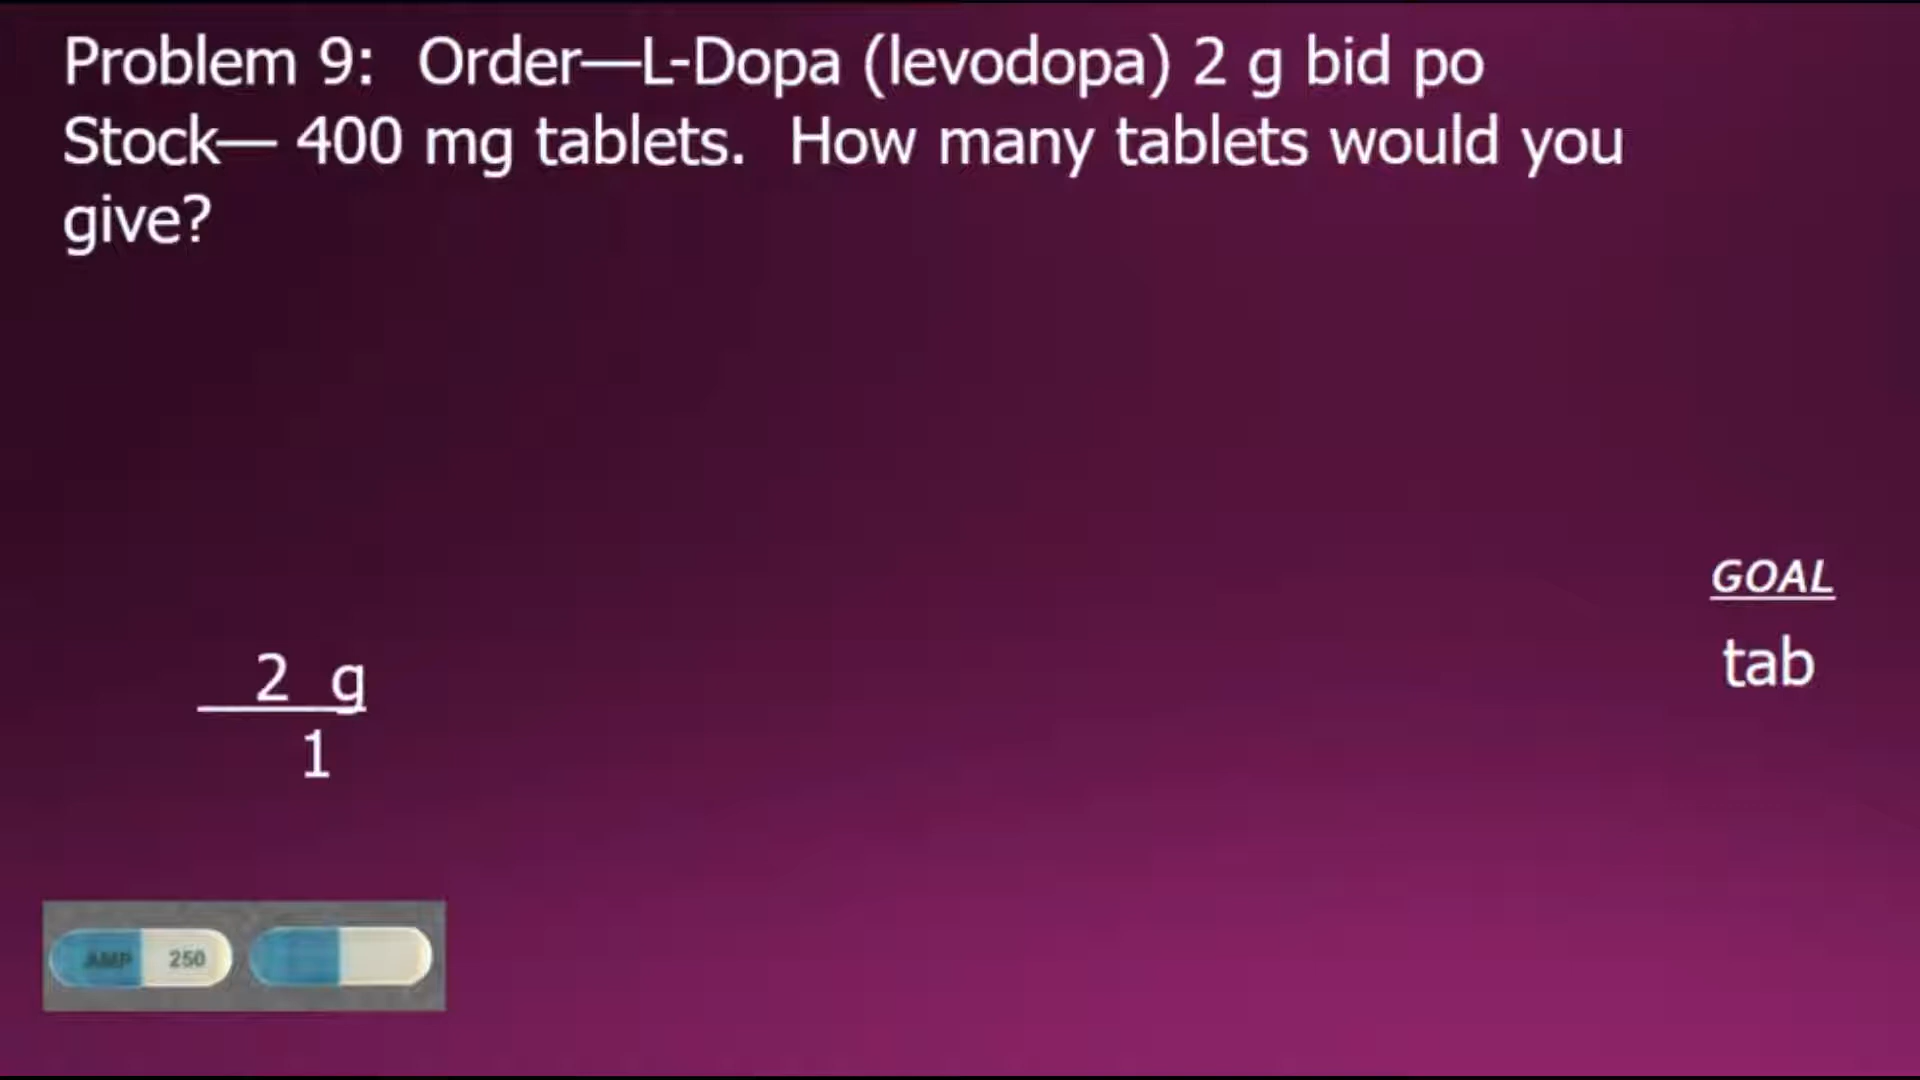 Problem 9:  Order—L-Dopa (levodopa) 2 g bid po
Stock— 400 mg tablets.  How many tablets would you
give?
GOAL
tab
2 g
1
AMP 250